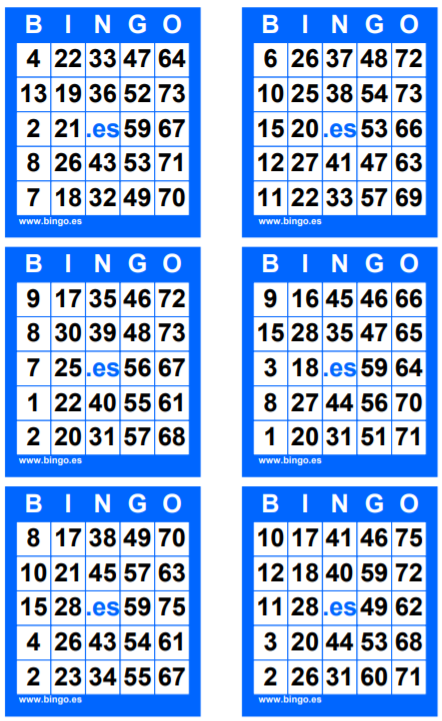 B I N G O
4 22 33 47 64
13 19 36 52 73
2 21 .es 59 67
8 26 43 53 71
7 18 32 49 70
www.bingo.es
B I N G O
6 26 37 48 72
10 25 38 54 73
15 20 .es 53 66
12 27 41 47 63
11 22 33 57 69
www.bingo.es
B I N G O
9 17 35 46 72
8 30 39 48 73
7 25 .es 56 67
1 22 40 55 61
2 20 31 57 68
www.bingo.es
B I N G O
9 16 45 46 66
15 28 35 47 65
3 18 .es 59 64
8 27 44 56 70
1 20 31 51 71
www.bingo.es
B I N G O
8 17 38 49 70
10 21 45 57 63
15 28 .es 59 75
4 26 43 54 61
2 23 34 55 67
www.bingo.es
B I N G O
10 17 41 46 75
12 18 40 59 72
11 28 .es 49 62
3 20 44 53 68
2 26 31 60 71
www.bingo.es